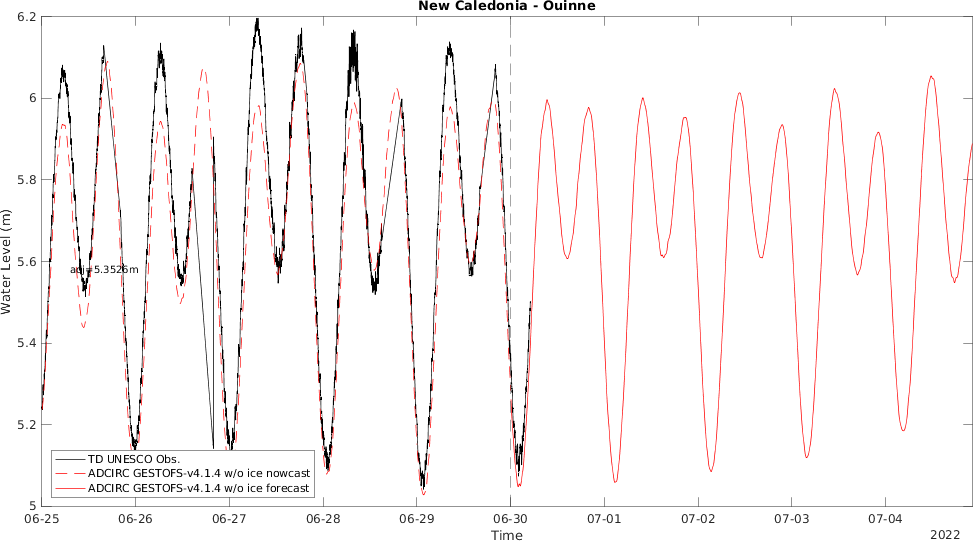 New Caledonia - Ouinne
6.2
6
5.8
5.6
5.4
5.2
5
Water Level (m)
adj=5.3526m
TD UNESCO Obs.
ADCIRC GESTOFS-v4.1.4 w/o ice nowcast
ADCIRC GESTOFS-v4.1.4 w/o ice forecast
06-25 06-26 06-27 06-28 06-29 06-30 07-01 07-02 07-03 07-04
Time
2022